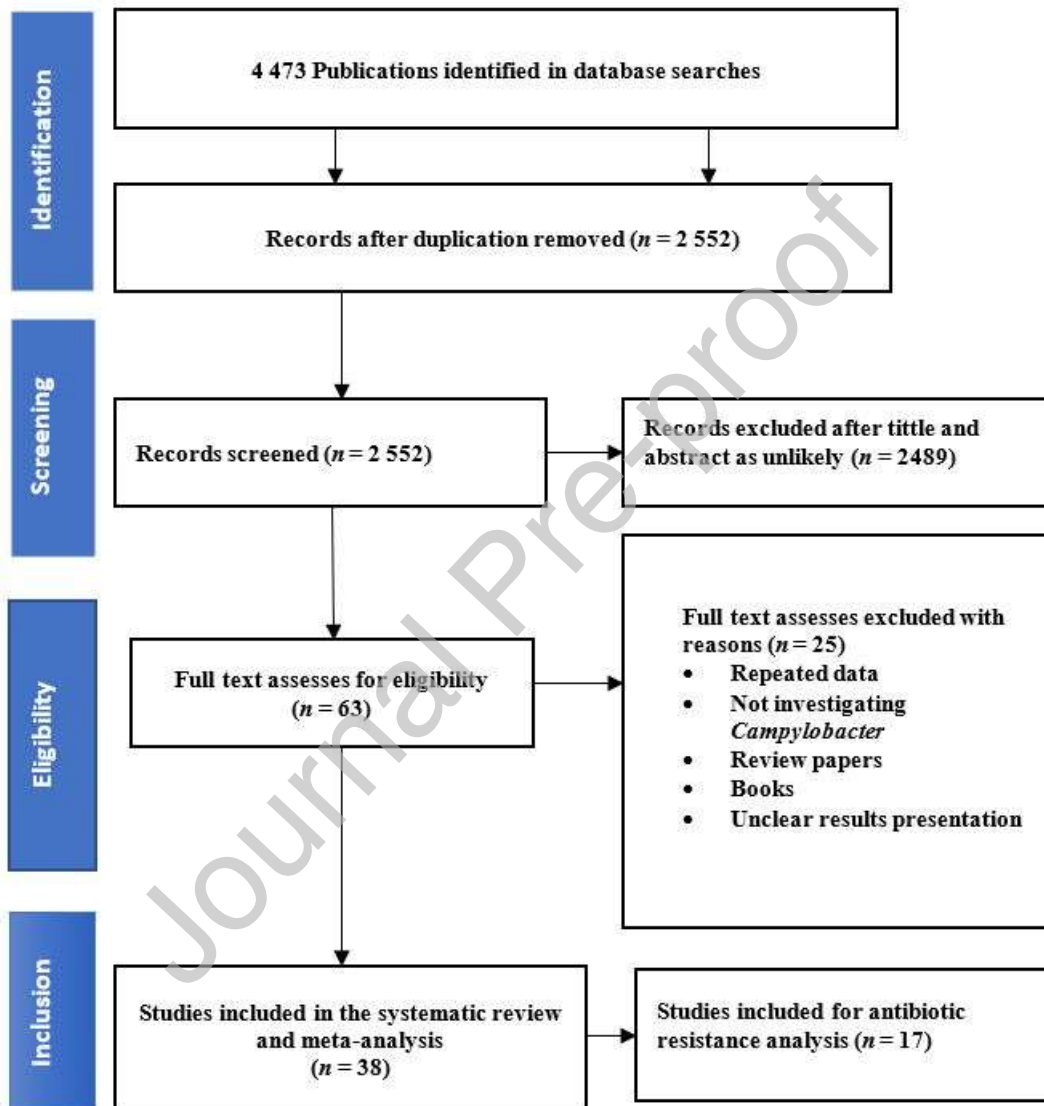 Identification
4 473 Publications identified in database searches
Records after duplication removed (n = 2 552)
Screening
Records screened (n = 2 552)
Records excluded after tittle and
abstract as unlikely (n = 2489)
Eligibility
Full text assesses for eligibility
(n = 63)
Full text assesses excluded with
reasons (n = 25)
• Repeated data
• Not investigating
Campylobacter
• Review papers
• Books
• Unclear results presentation
Inclusion
Studies included in the systematic review
and meta-analysis
(n = 38)
Studies included for antibiotic
resistance analysis (n = 17)
Journal Pre-proof